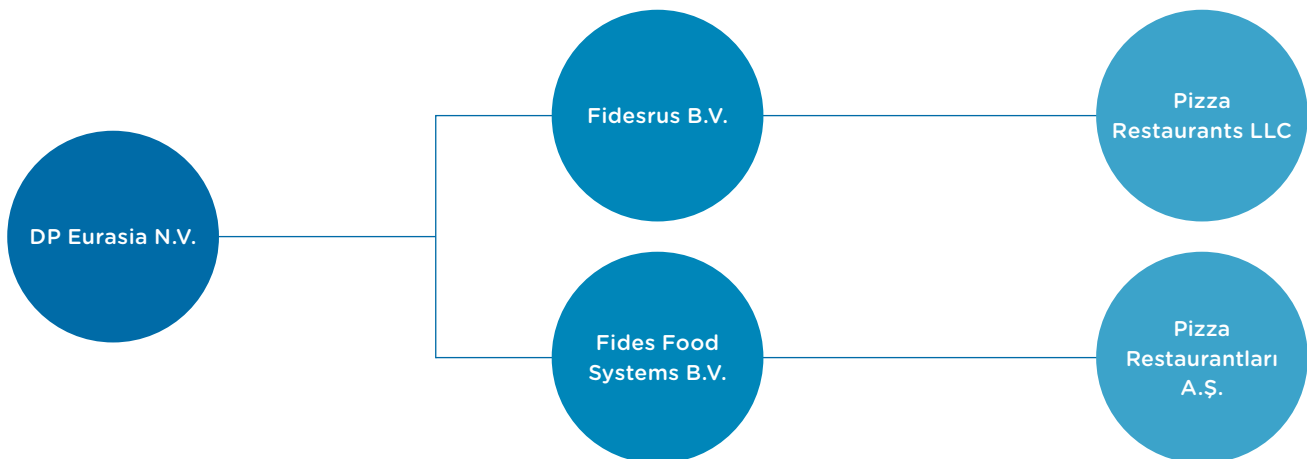 Fidesrus B.V.
Pizza
Restaurants LLC
DP Eurasia N.V.
Fides Food
Systems B.V.
Pizza
Restaurantları
A.Ş.